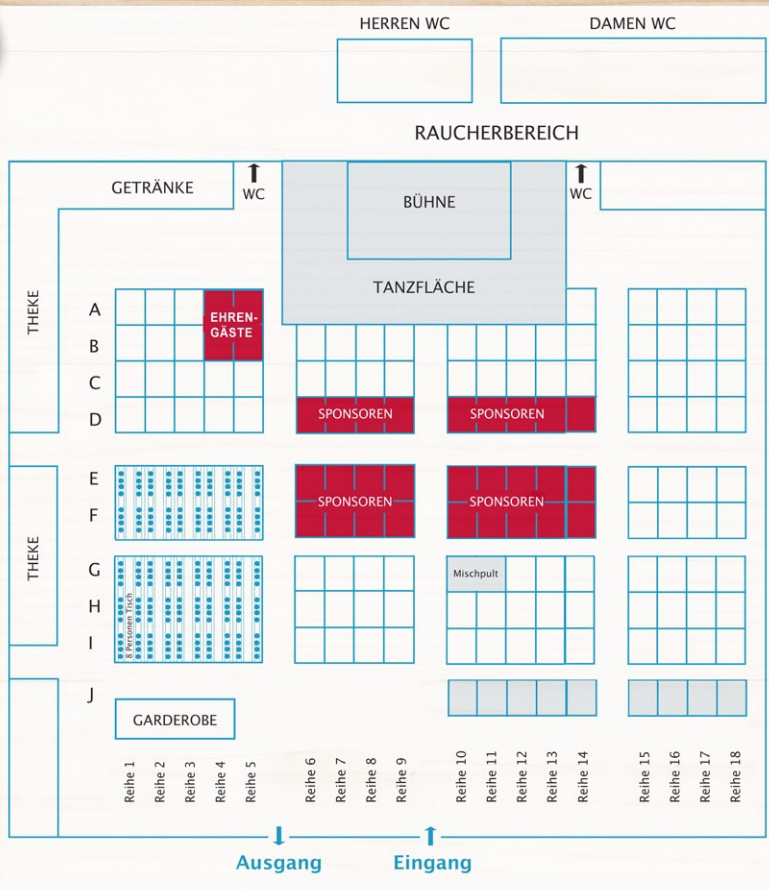 HERREN WC
DAMEN WC
RAUCHERBEREICH
GETRÄNKE
WC
BÜHNE
WC
TANZFLÄCHE
THEKE
A
EHREN-
GÄSTE
B
C
D
SPONSOREN
SPONSOREN
E
F
SPONSOREN
SPONSOREN
THEKE
G
Mischpult
H
8 Personen Tisch
I
J
GARDEROBE
Reihe 1
Reihe 2
Reihe 3
Reihe 4
Reihe 5
Reihe 6
Reihe 7
Reihe 8
Reihe 9
Reihe 10
Reihe 11
Reihe 12
Reihe 13
Reihe 14
Reihe 15
Reihe 16
Reihe 17
Reihe 18
Ausgang
Eingang